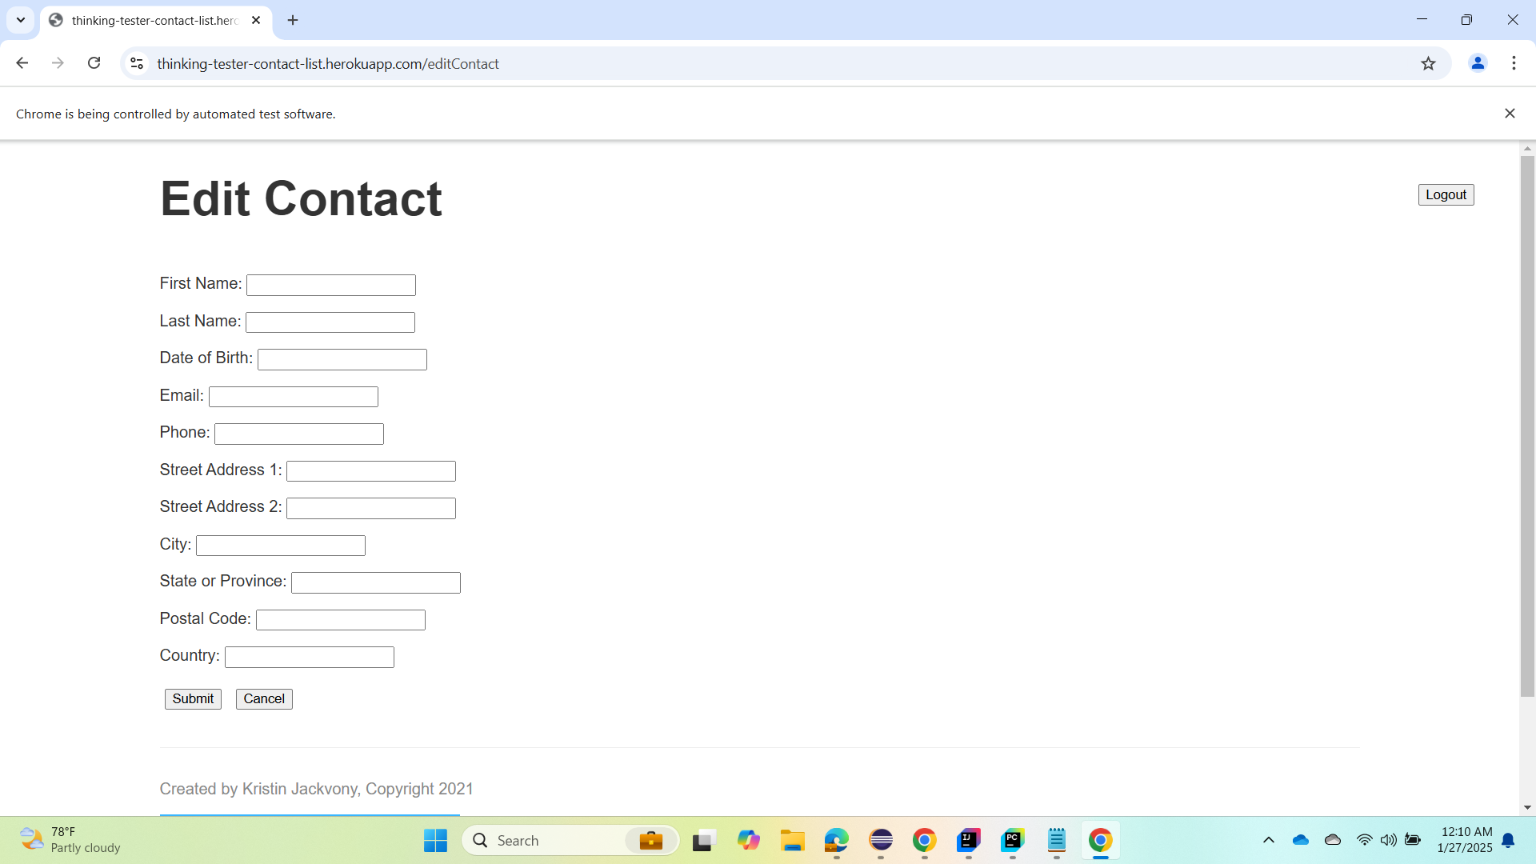 thinking-tester-contact-list.herc
thinking-tester-contact-list.herokuapp.com/editContact
Chrome is being controlled by automated test software.
Edit Contact
Logout
First Name:
Last Name:
Date of Birth:
Email:
Phone:
Street Address 1:
Street Address 2:
City:
State or Province:
Postal Code:
Country:
Submit Cancel
Created by Kristin Jackvony, Copyright 2021
78°F
Partly cloudy
Search
IJ
PC
12:10 AM
1/27/2025